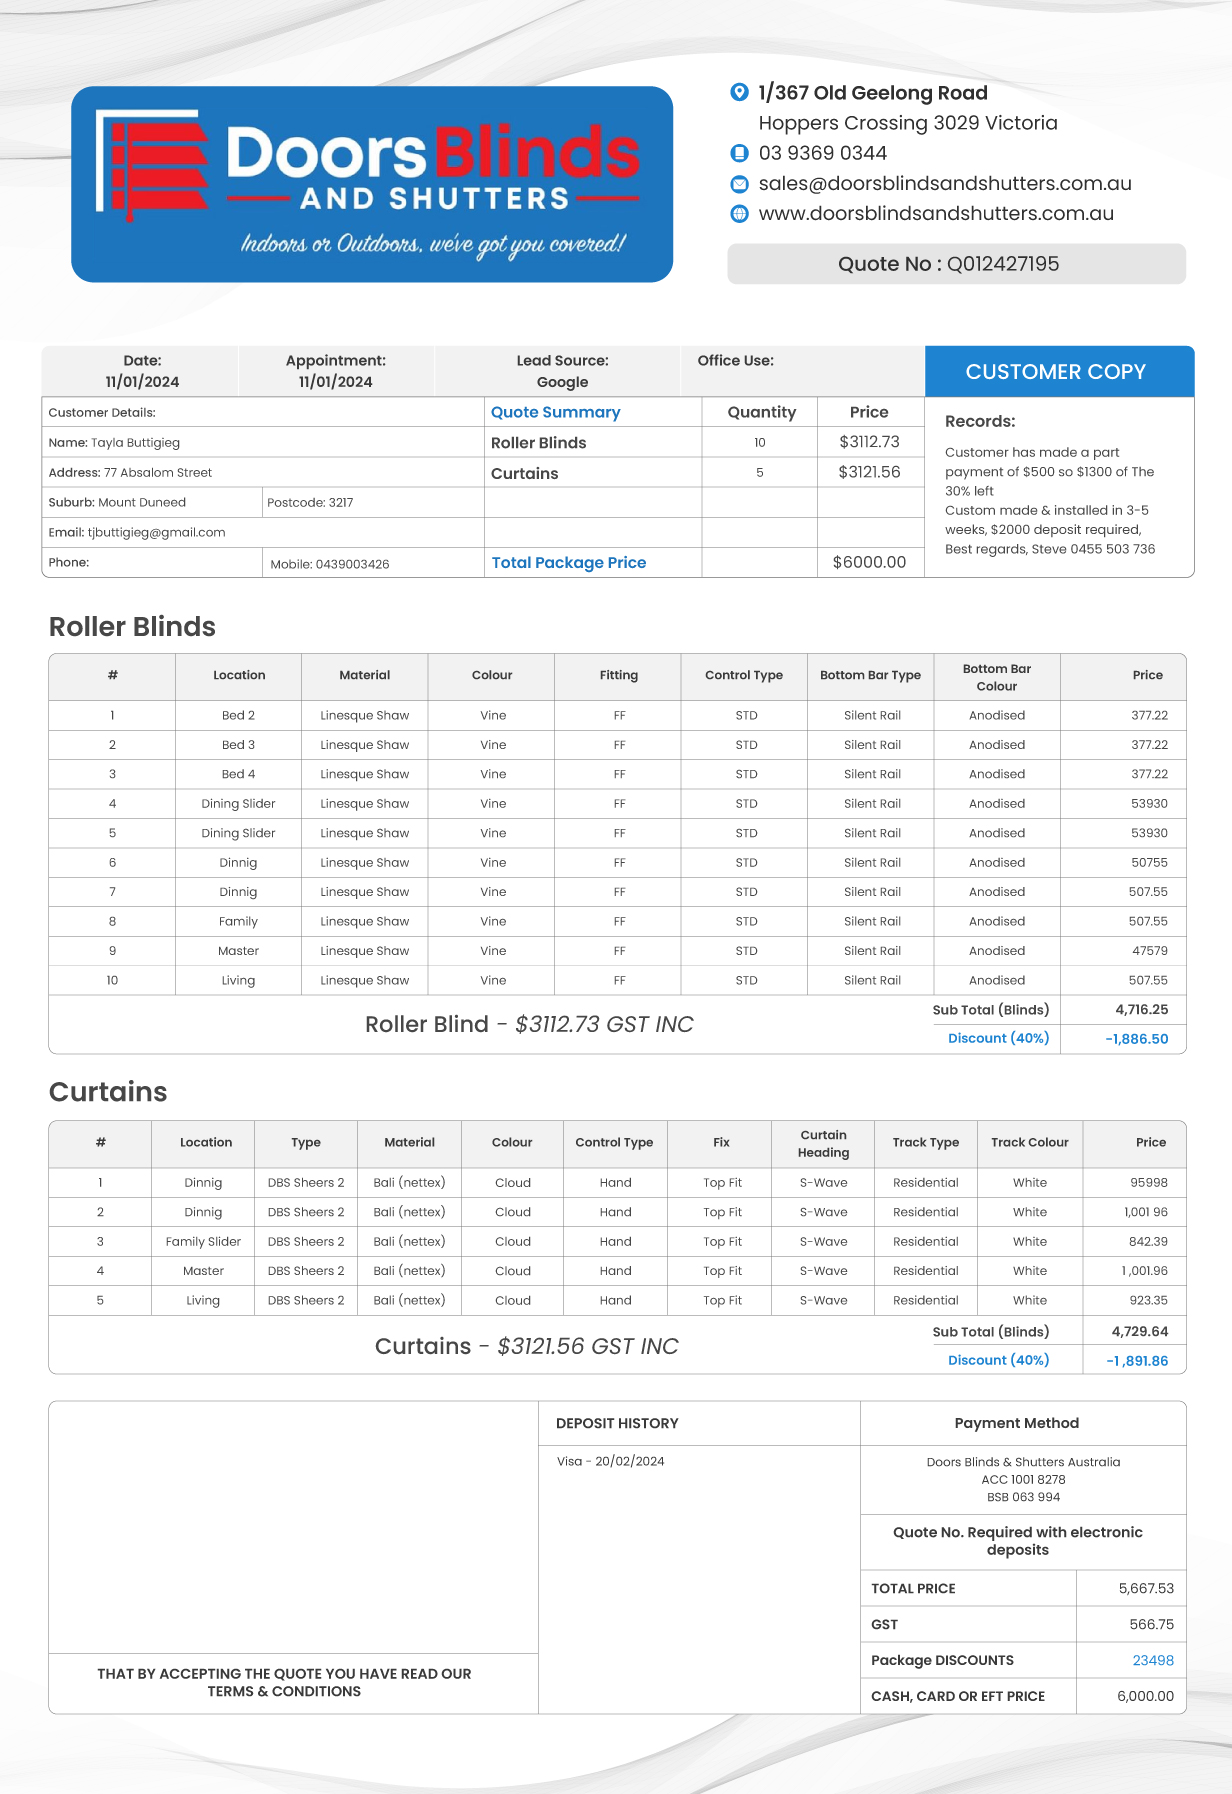 DoorsBlinds
AND SHUTTERS
Indoors or Outdoors, we've got you covered!
1/367 Old Geelong Road
Hoppers Crossing 3029 Victoria
03 9369 0344
sales@doorsblindsandshutters.com.au
www.doorsblindsandshutters.com.au
Quote No : Q012427195
Date: Appointment: Lead Source: Office Use:
11/01/2024 11/01/2024 Google
CUSTOMER COPY
Customer Details: Quote Summary Quantity Price
Name: Tayla Buttigieg Roller Blinds 10 $3112.73
Address: 77 Absalom Street Curtains 5 $3121.56
Suburb: Mount Duneed Postcode: 3217
Email: tjbuttigieg@gmail.com
Phone: Mobile: 0439003426 Total Package Price $6000.00
Records:
Customer has made a part
payment of $500 so $1300 of The
30% left
Custom made & installed in 3-5
weeks, $2000 deposit required,
Best regards, Steve 0455 503 736
Roller Blinds
# Location Material Colour Fitting Control Type Bottom Bar Type Bottom Bar Colour Price
1 Bed 2 Linesque Shaw Vine FF STD Silent Rail Anodised 377.22
2 Bed 3 Linesque Shaw Vine FF STD Silent Rail Anodised 377.22
3 Bed 4 Linesque Shaw Vine FF STD Silent Rail Anodised 377.22
4 Dining Slider Linesque Shaw Vine FF STD Silent Rail Anodised 53930
5 Dining Slider Linesque Shaw Vine FF STD Silent Rail Anodised 53930
6 Dinnig Linesque Shaw Vine FF STD Silent Rail Anodised 50755
7 Dinnig Linesque Shaw Vine FF STD Silent Rail Anodised 507.55
8 Family Linesque Shaw Vine FF STD Silent Rail Anodised 507.55
9 Master Linesque Shaw Vine FF STD Silent Rail Anodised 47579
10 Living Linesque Shaw Vine FF STD Silent Rail Anodised 507.55
Roller Blind - $3112.73 GST INC
Sub Total (Blinds) 4,716.25
Discount (40%) -1,886.50
Curtains
# Location Type Material Colour Control Type Fix Curtain Heading Track Type Track Colour Price
1 Dinnig DBS Sheers 2 Bali (nettex) Cloud Hand Top Fit S-Wave Residential White 95998
2 Dinnig DBS Sheers 2 Bali (nettex) Cloud Hand Top Fit S-Wave Residential White 1,001 96
3 Family Slider DBS Sheers 2 Bali (nettex) Cloud Hand Top Fit S-Wave Residential White 842.39
4 Master DBS Sheers 2 Bali (nettex) Cloud Hand Top Fit S-Wave Residential White 1 ,001.96
5 Living DBS Sheers 2 Bali (nettex) Cloud Hand Top Fit S-Wave Residential White 923.35
Curtains - $3121.56 GST INC
Sub Total (Blinds) 4,729.64
Discount (40%) -1 ,891.86
DEPOSIT HISTORY
Visa - 20/02/2024
Payment Method
Doors Blinds & Shutters Australia
ACC 1001 8278
BSB 063 994
Quote No. Required with electronic
deposits
TOTAL PRICE 5,667.53
GST 566.75
Package DISCOUNTS 23498
CASH, CARD OR EFT PRICE 6,000.00
THAT BY ACCEPTING THE QUOTE YOU HAVE READ OUR
TERMS & CONDITIONS